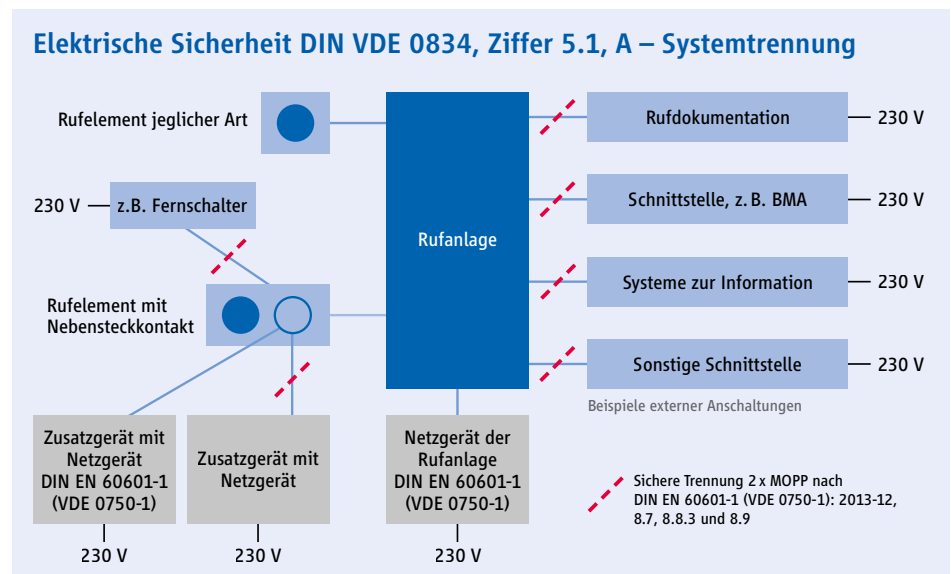 Elektrische Sicherheit DIN VDE 0834, Ziffer 5.1, A – Systemtrennung
Rufelement jeglicher Art
230 V
z.B. Fernschalter
Rufelement mit
Nebensteckkontakt
Rufanlage
Rufdokumentation
230 V
Schnittstelle, z. B. BMA
230 V
Systeme zur Information
230 V
Sonstige Schnittstelle
230 V
Beispiele externer Anschaltungen
Zusatzgerät mit
Netzgerät
DIN EN 60601-1
(VDE 0750-1)
230 V
Zusatzgerät mit
Netzgerät
230 V
Netzgerät der
Rufanlage
DIN EN 60601-1
(VDE 0750-1)
230 V
Sichere Trennung 2 x MOPP nach
DIN EN 60601-1 (VDE 0750-1): 2013-12,
8.7, 8.8.3 und 8.9